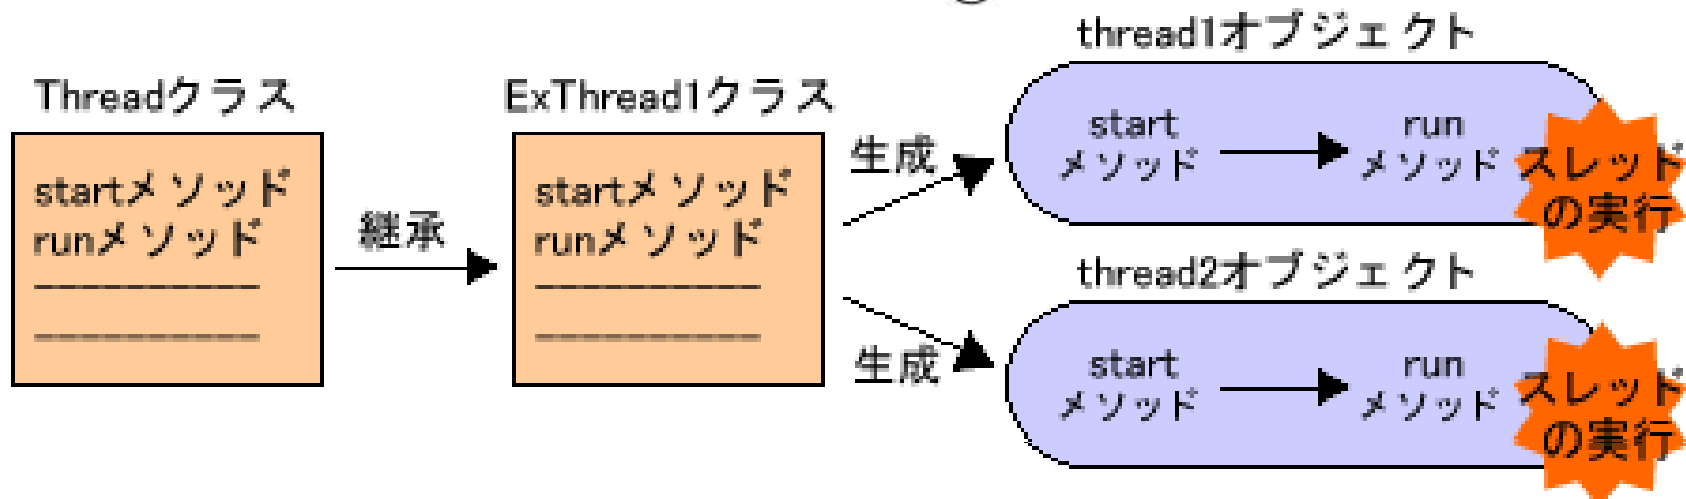 Threadクラス
startメソッド
runメソッド
継承
ExThread1クラス
startメソッド
runメソッド
生成
生成
thread1オブジェクト
start
メソッド
run
メソッド
スレッド
の実行
thread2オブジェクト
start
メソッド
run
メソッド
スレッド
の実行